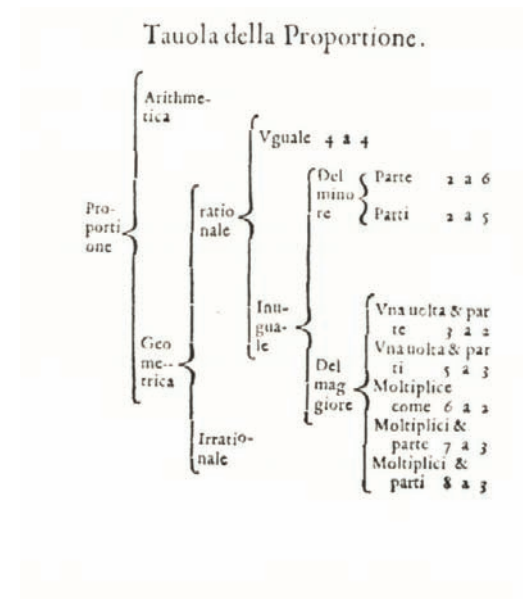 Tauola della Proportione.
Arithme-
tica
Vguale 4 a 4
Del
mino
re
Parte 2 a 6
Parti 2 a 5
Pro-
porti
one
ratio
nale
Inu-
gua-
le
Geo
me--
trica
Irratio-
nale
Del
mag
giore
Vna uolta & par
te 3 a 2
Vna uolta & par
ti 5 a 3
Moltiplice
come 6 a 2
Moltiplici &
parte 7 a 3
Moltiplici &
parti 8 a 3